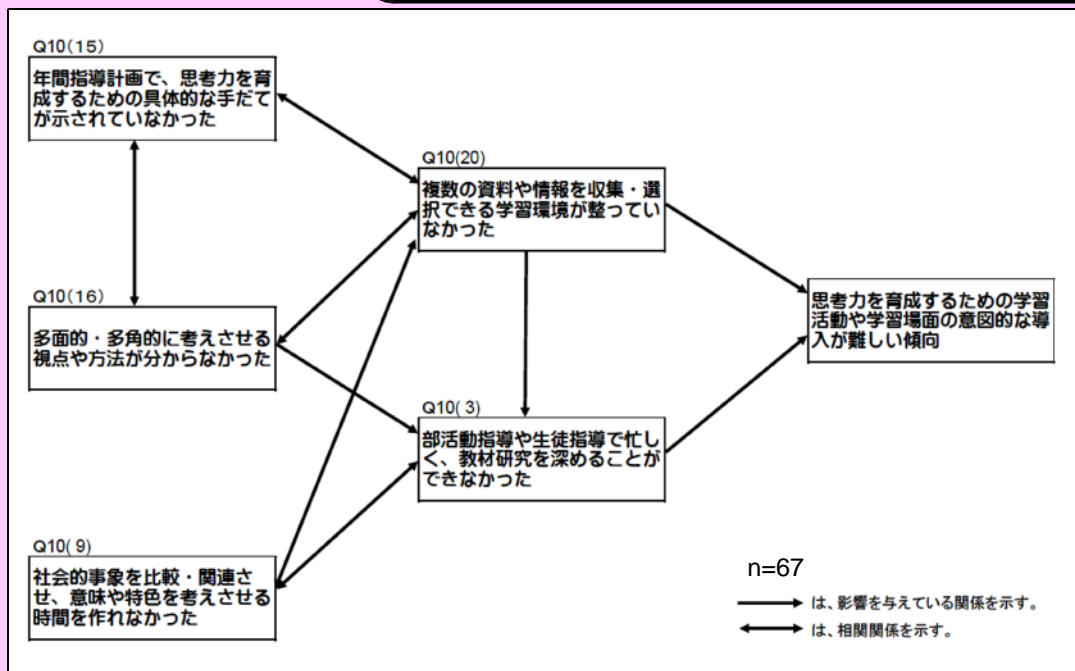 Q10(15)
年間指導計画で、思考力を育
成するための具体的な手だて
が示されていなかった
Q10(20)
複数の資料や情報を収集・選
択できる学習環境が整ってい
なかった
Q10(16)
多面的・多角的に考えさせる
視点や方法が分からなかった
思考力を育成するための学習
活動や学習場面の意図的な導
入が難しい傾向
Q10(3)
部活動指導や生徒指導で忙し
く、教材研究を深めることが
できなかった
Q10(9)
社会的事象を比較・関連さ
せ、意味や特色を考えさせる
時間を作れなかった
n=67
は、影響を与えている関係を示す。
は、相関関係を示す。